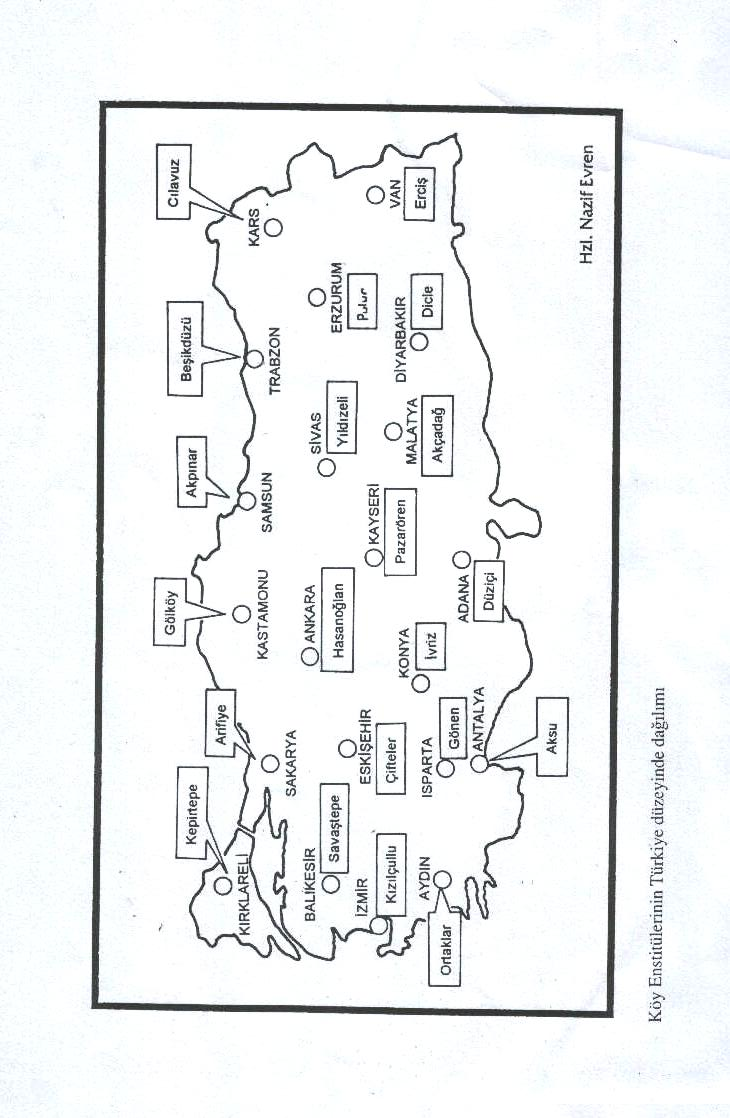 Kepirtepe
KIRKLARELİ
Arifiye
SAKARYA
Gölköy
KASTAMONU
Akpınar
SAMSUN
Beşikdüzü
TRABZON
Cılavuz
KARS
BALIKESİR
Savaştepe
İZMİR
Kızılçullu
AYDIN
Ortaklar
ESKİŞEHİR
Çifteler
ISPARTA
Gönen
ANTALYA
Aksu
ANKARA
Hasanoğlan
KONYA
İvriz
KAYSERİ
Pazarören
ADANA
Düziçi
SİVAS
Yıldızeli
MALATYA
Akçadağ
ERZURUM
Pulur
DİYARBAKIR
Dicle
VAN
Erciş
Hzl. Nazif Evren
Köy Enstitülerinin Türkiye düzeyinde dağılımı